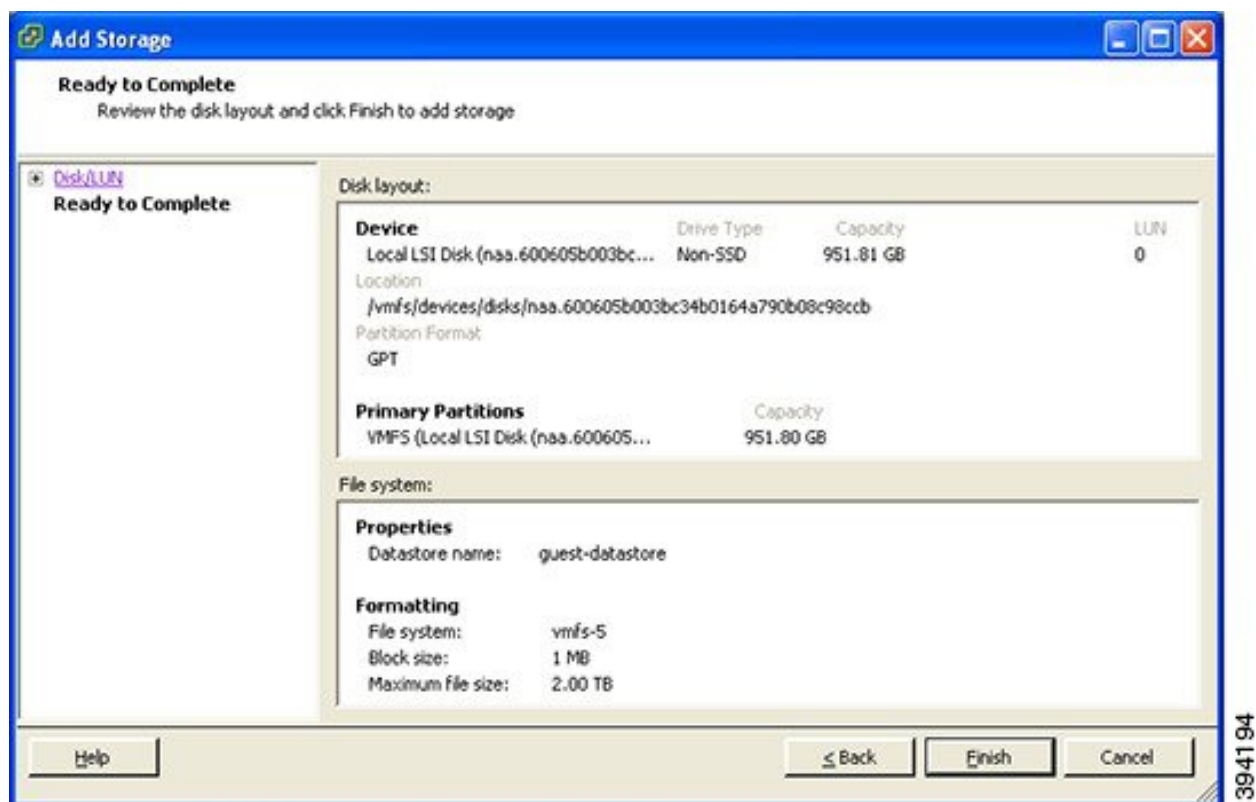 Add Storage
Ready to Complete
Review the disk layout and click Finish to add storage
Disk/LUN
Ready to Complete
Disk layout:
Device Drive Type Capacity LUN
Local LSI Disk (naa.600605b003bc... Non-SSD 951.81 GB 0
Location
/vmfs/devices/disks/naa.600605b003bc34b0164a790b08c98ccb
Partition Format
GPT
Primary Partitions Capacity
VMFS (Local LSI Disk (naa.600605... 951.80 GB
File system:
Properties
Datastore name: guest-datastore
Formatting
File system: vmfs-5
Block size: 1 MB
Maximum file size: 2.00 TB
Help ≤ Back Finish Cancel
394194